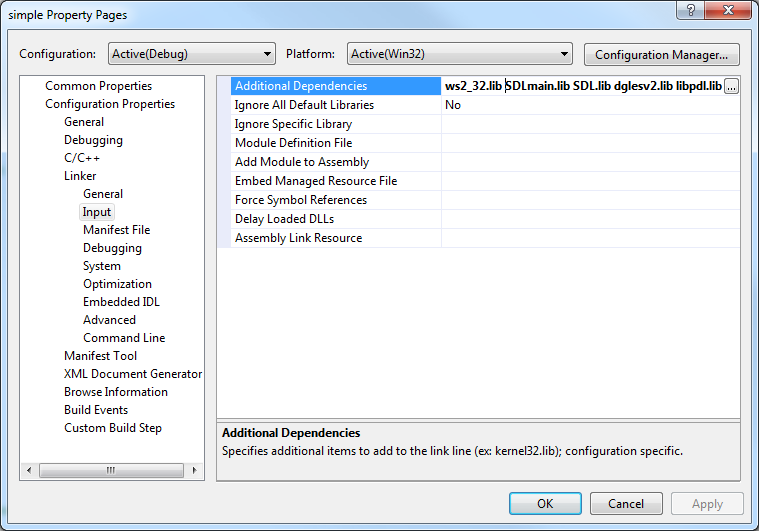 simple Property Pages
?
Configuration: Active(Debug) Platform: Active(Win32) Configuration Manager...
Common Properties
Configuration Properties
General
Debugging
C/C++
Linker
General
Input
Manifest File
Debugging
System
Optimization
Embedded IDL
Advanced
Command Line
Manifest Tool
XML Document Generator
Browse Information
Build Events
Custom Build Step
Additional Dependencies ws2_32.lib SDLmain.lib SDL.lib dglesv2.lib libpdl.lib ...
Ignore All Default Libraries No
Ignore Specific Library
Module Definition File
Add Module to Assembly
Embed Managed Resource File
Force Symbol References
Delay Loaded DLLs
Assembly Link Resource
Additional Dependencies
Specifies additional items to add to the link line (ex: kernel32.lib); configuration specific.
OK Cancel Apply